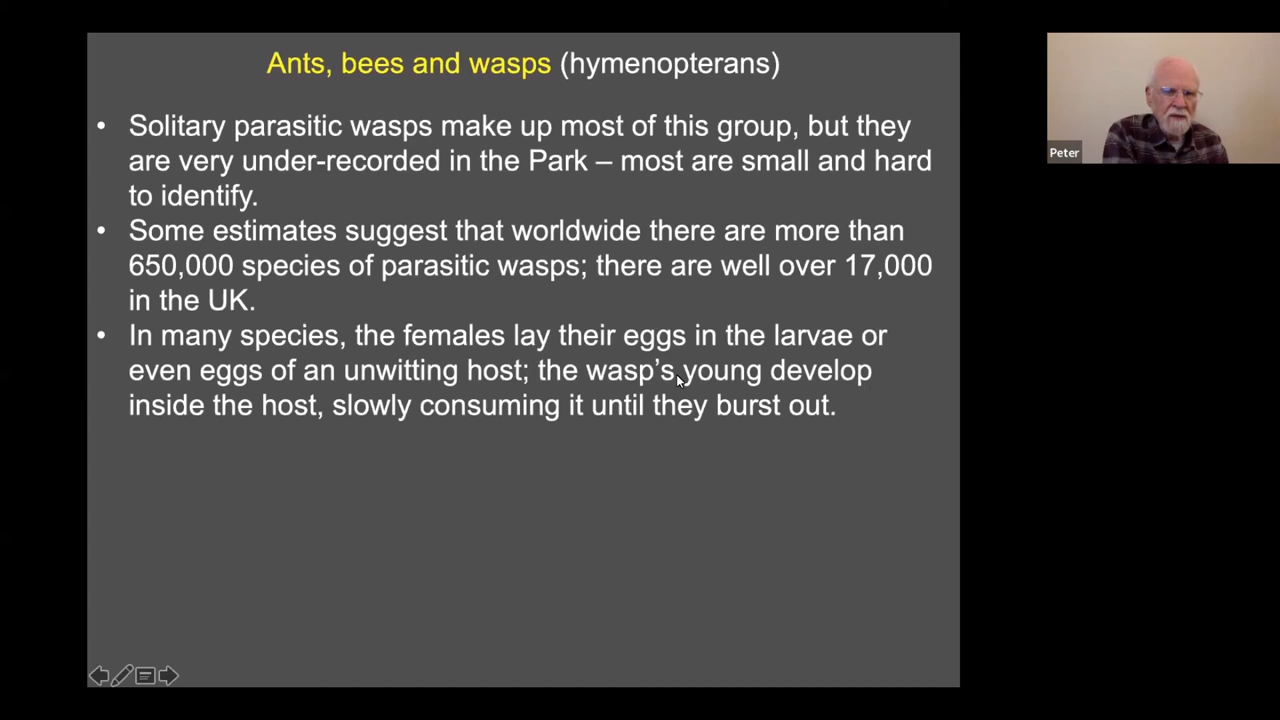 Ants, bees and wasps (hymenopterans)
• Solitary parasitic wasps make up most of this group, but they
are very under-recorded in the Park – most are small and hard
to identify.
• Some estimates suggest that worldwide there are more than
650,000 species of parasitic wasps; there are well over 17,000
in the UK.
• In many species, the females lay their eggs in the larvae or
even eggs of an unwitting host; the wasp’s young develop
inside the host, slowly consuming it until they burst out.
Peter